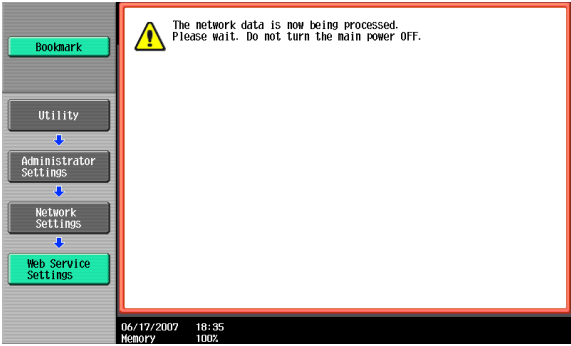 Bookmark
Utility
Administrator
Settings
Network
Settings
Web Service
Settings
The network data is now being processed.
Please wait. Do not turn the main power OFF.
06/17/2007 18:35
Memory 100%